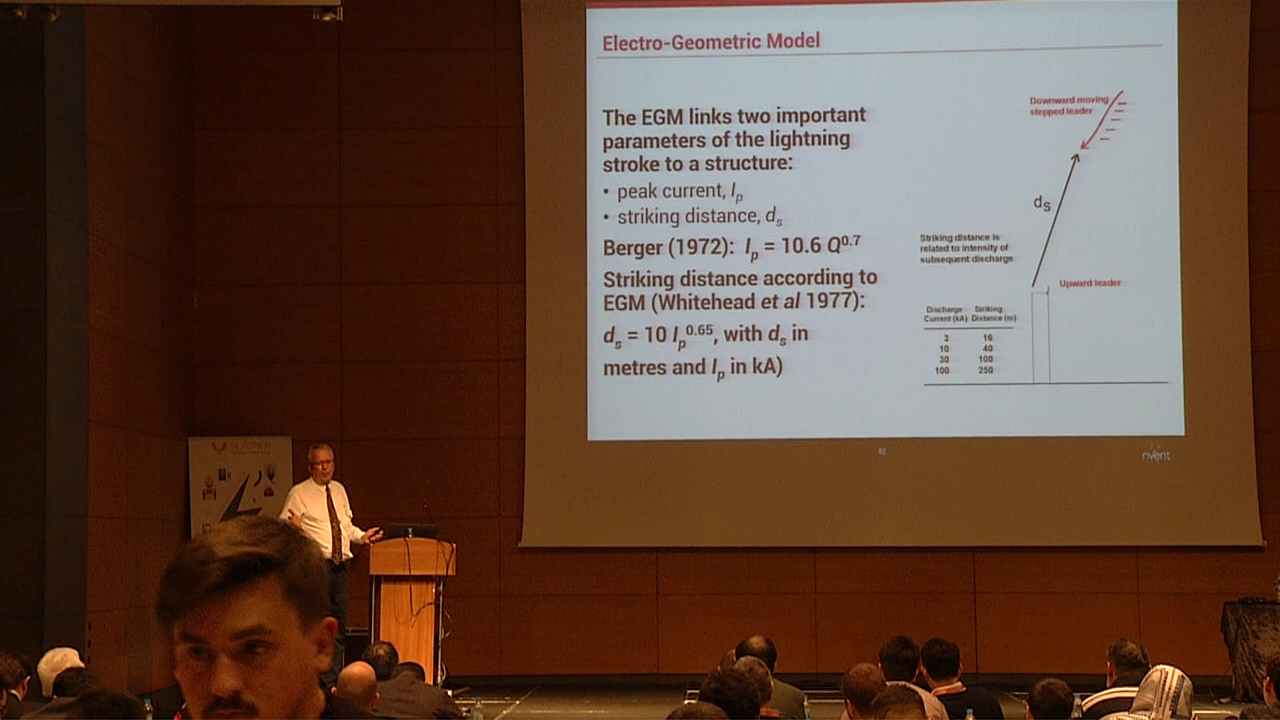 Electro-Geometric Model
The EGM links two important
parameters of the lightning
stroke to a structure:
• peak current, Ip
• striking distance, ds
Berger (1972): Ip = 10.6 Q0.7
Striking distance according to
EGM (Whitehead et al 1977):
ds = 10 Ip0.65, with ds in
metres and Ip in kA)
Downward moving
stepped leader
ds
Striking distance is
related to intensity of
subsequent discharge
Upward leader
Discharge Striking
Current (kA) Distance (m)
3 16
10 40
30 100
100 250
nvent